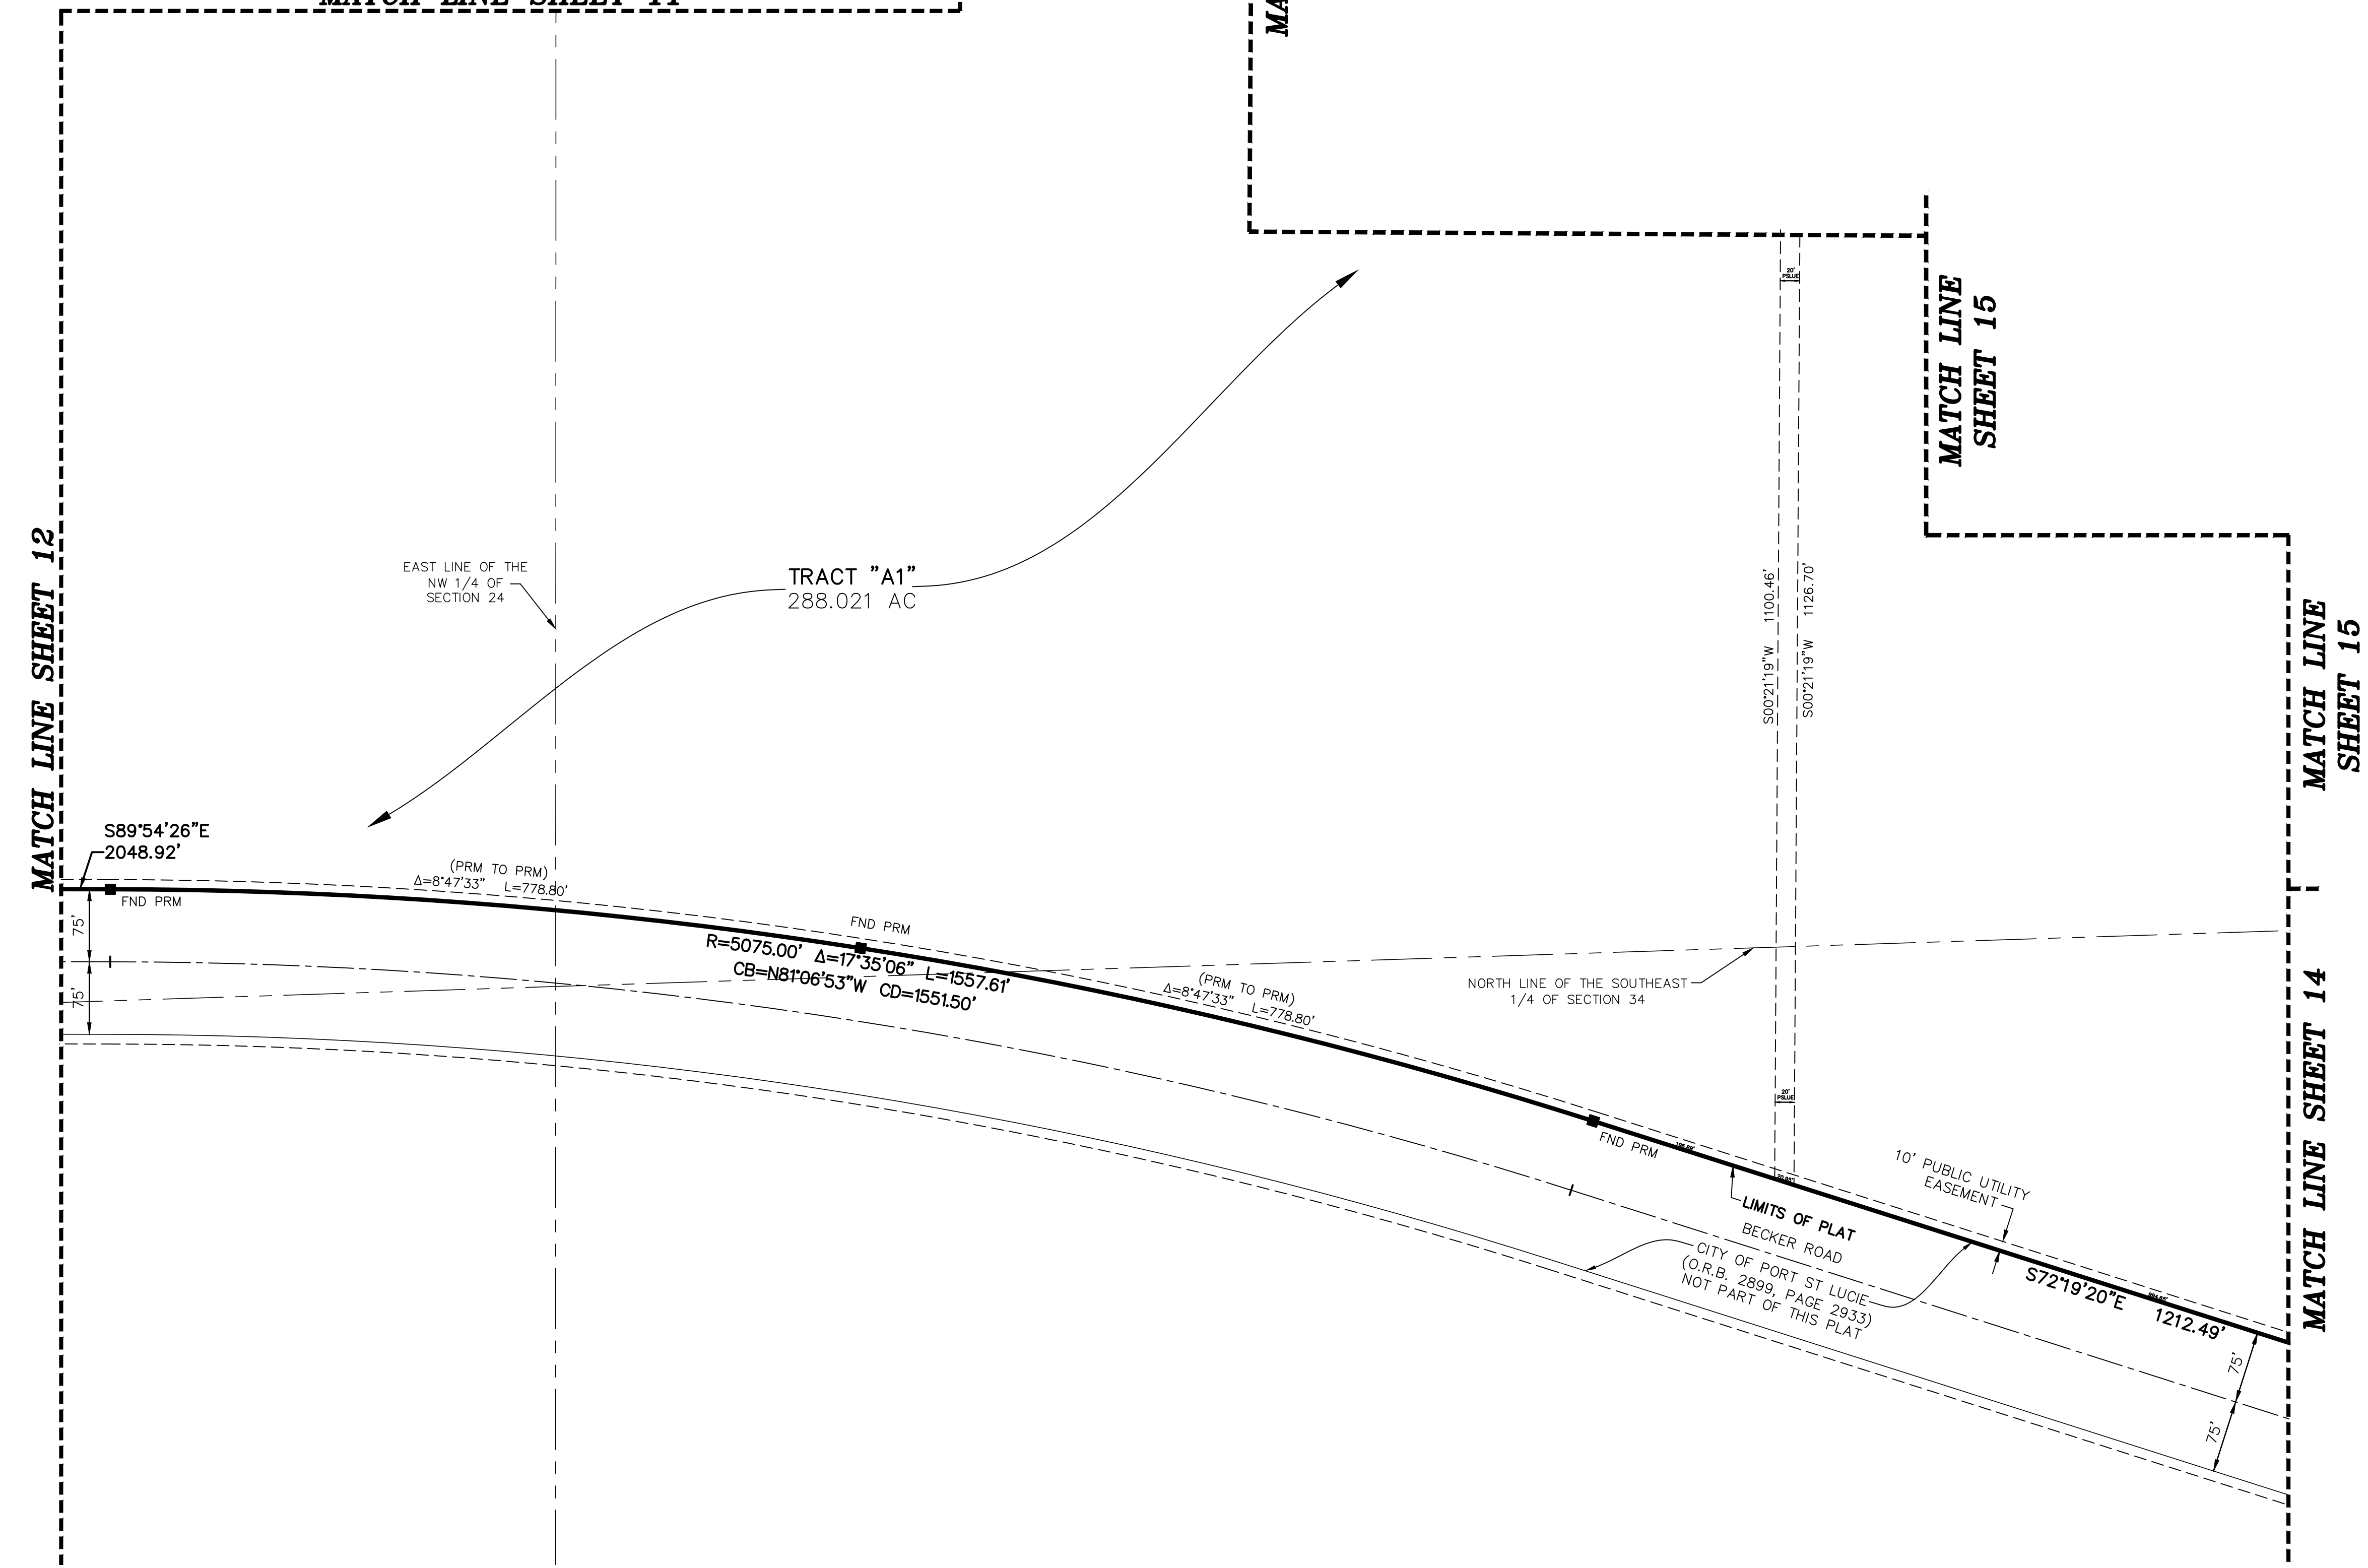 MATCH LINE SHEET 11
MA
20'
PSLUE
MATCH LINE
SHEET 15
MATCH LINE SHEET 12
EAST LINE OF THE
NW 1/4 OF
SECTION 24
TRACT "A1"
288.021 AC
S00°21'19"W 1100.46'
S00°21'19"W 1126.70'
MATCH LINE
SHEET 15
S89°54'26"E
2048.92'
FND PRM
75'
75'
(PRM TO PRM)
Δ=8°47'33" L=778.80'
FND PRM
R=5075.00' Δ=17°35'06" L=1557.61'
CB=N81°06'53"W CD=1551.50'
(PRM TO PRM)
Δ=8°47'33" L=778.80'
NORTH LINE OF THE SOUTHEAST
1/4 OF SECTION 34
20'
PSLUE
FND PRM
10' PUBLIC UTILITY
EASEMENT
LIMITS OF PLAT
BECKER ROAD
CITY OF PORT ST LUCIE
(O.R.B. 2899, PAGE 2933)
NOT PART OF THIS PLAT
S72°19'20"E 1212.49'
75'
75'
MATCH LINE SHEET 14